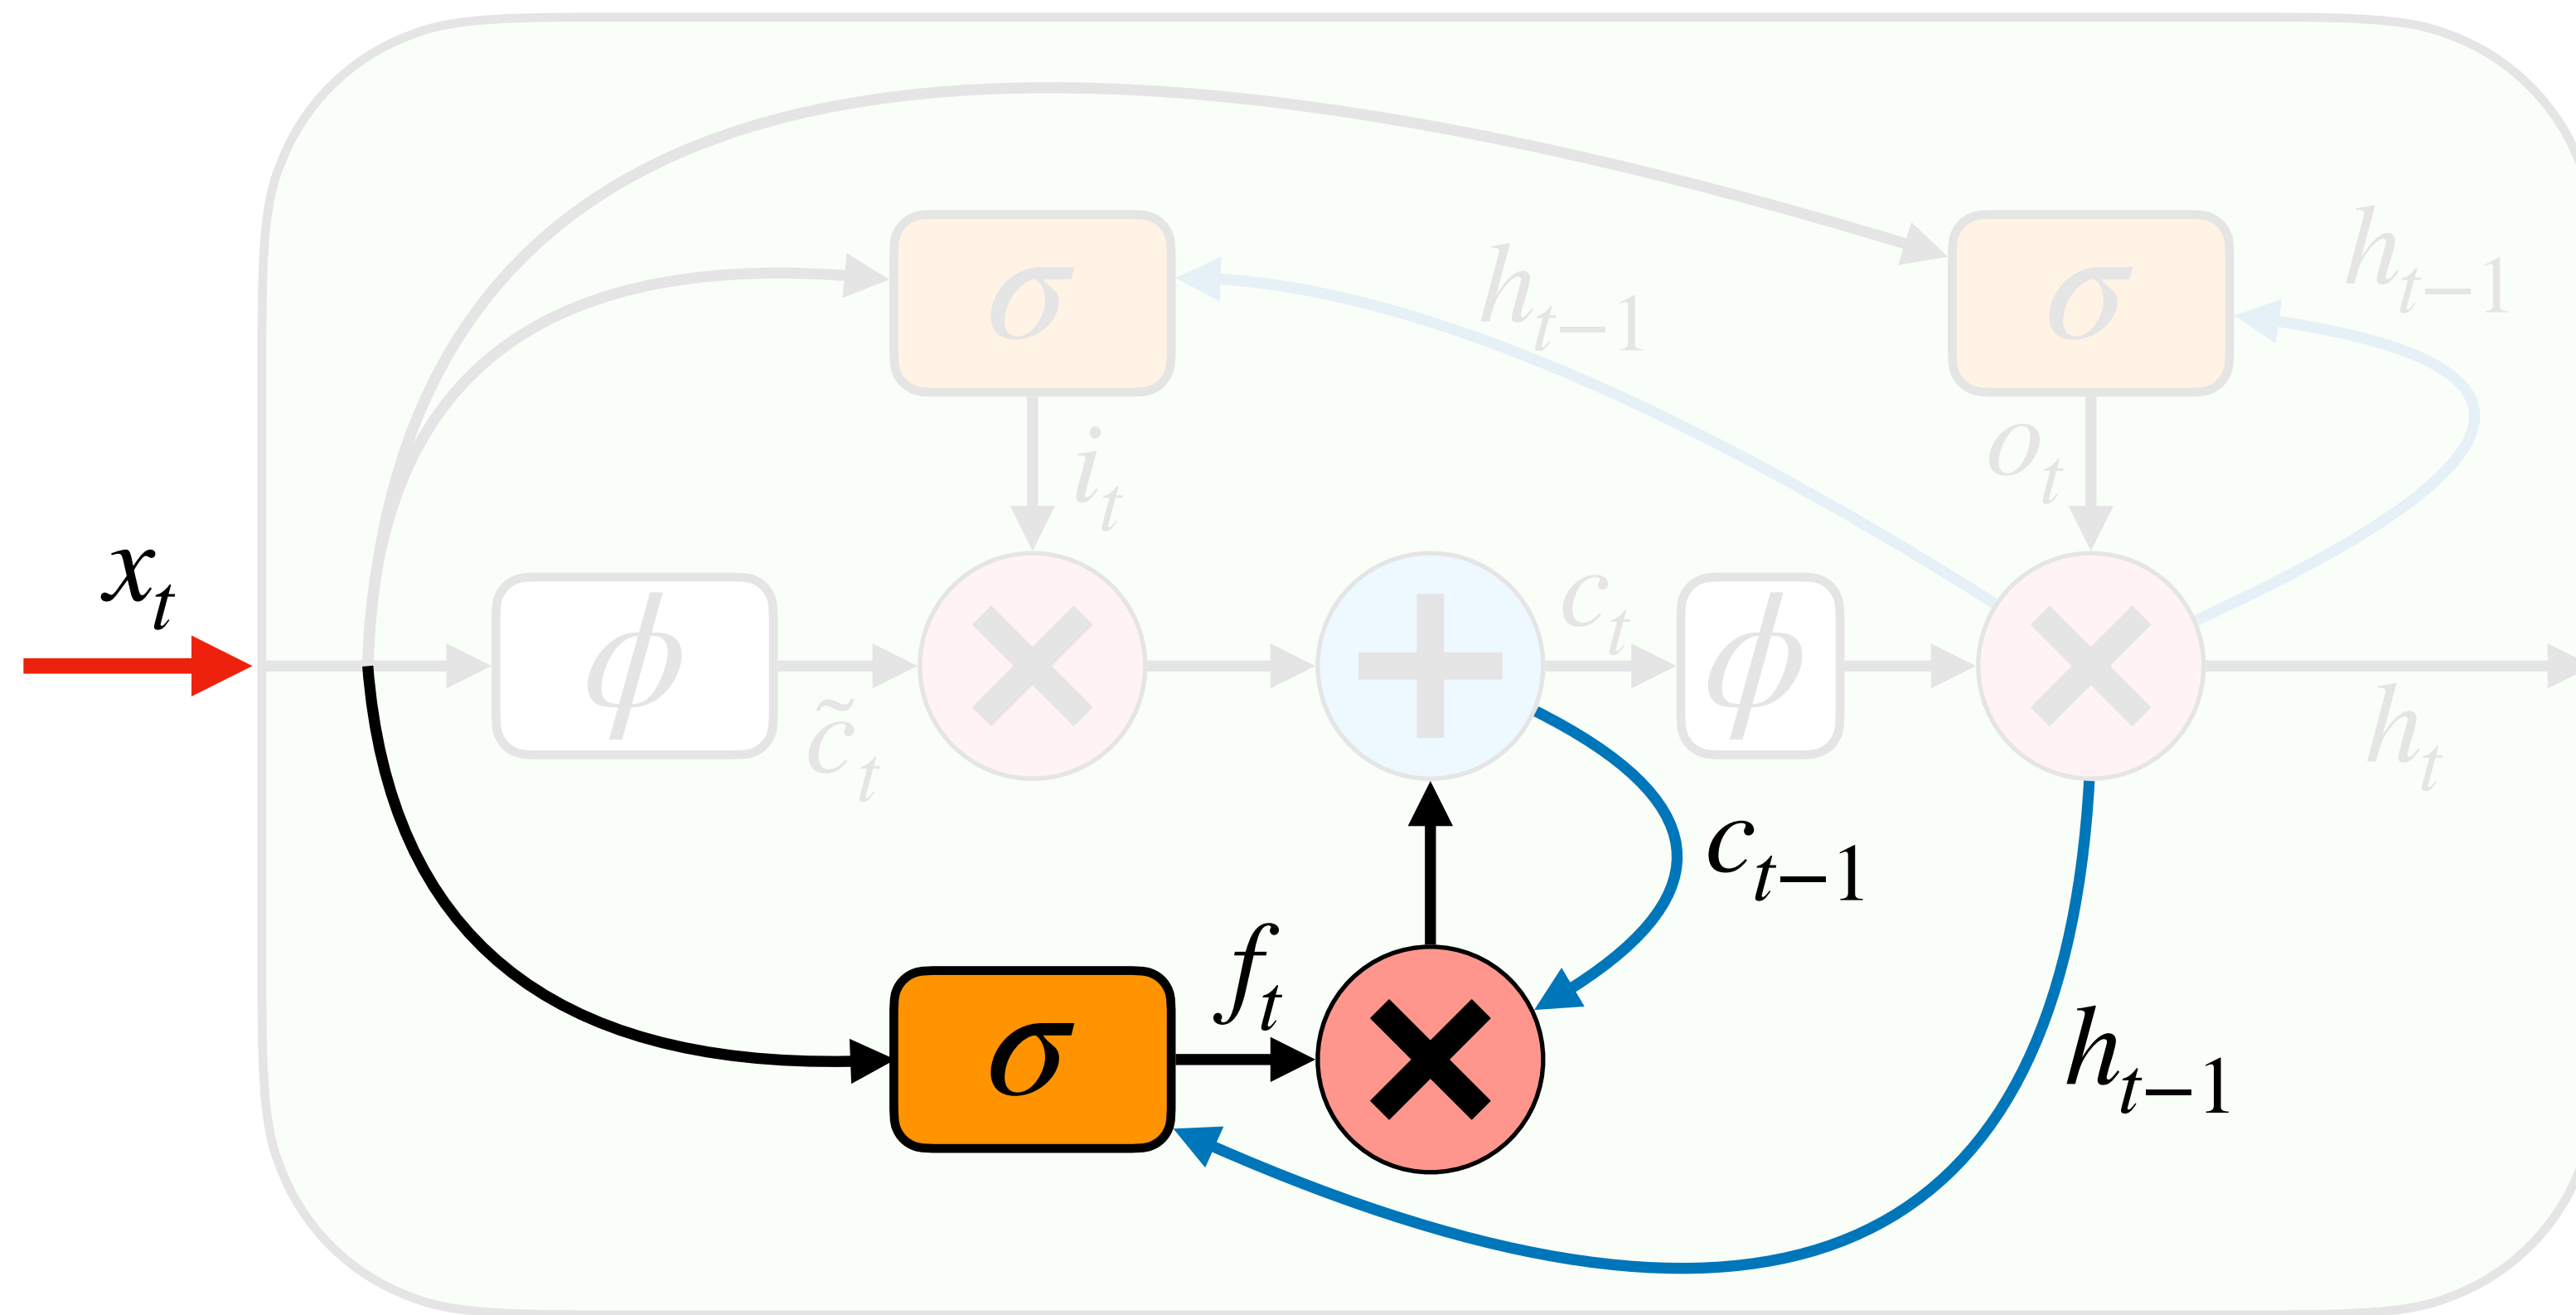 σ
σ
h_{t−1}
h_{t−1}
i_t
o_t
x_t
ϕ
×
+
c_t
ϕ
×
c̃_t
h_t
c_{t−1}
f_t
σ
×
h_{t−1}